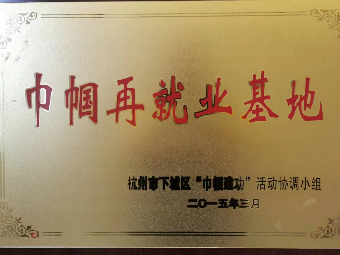 巾帼再就业基地
杭州市下城区“巾帼建功”活动协调小组
二〇一五年三月